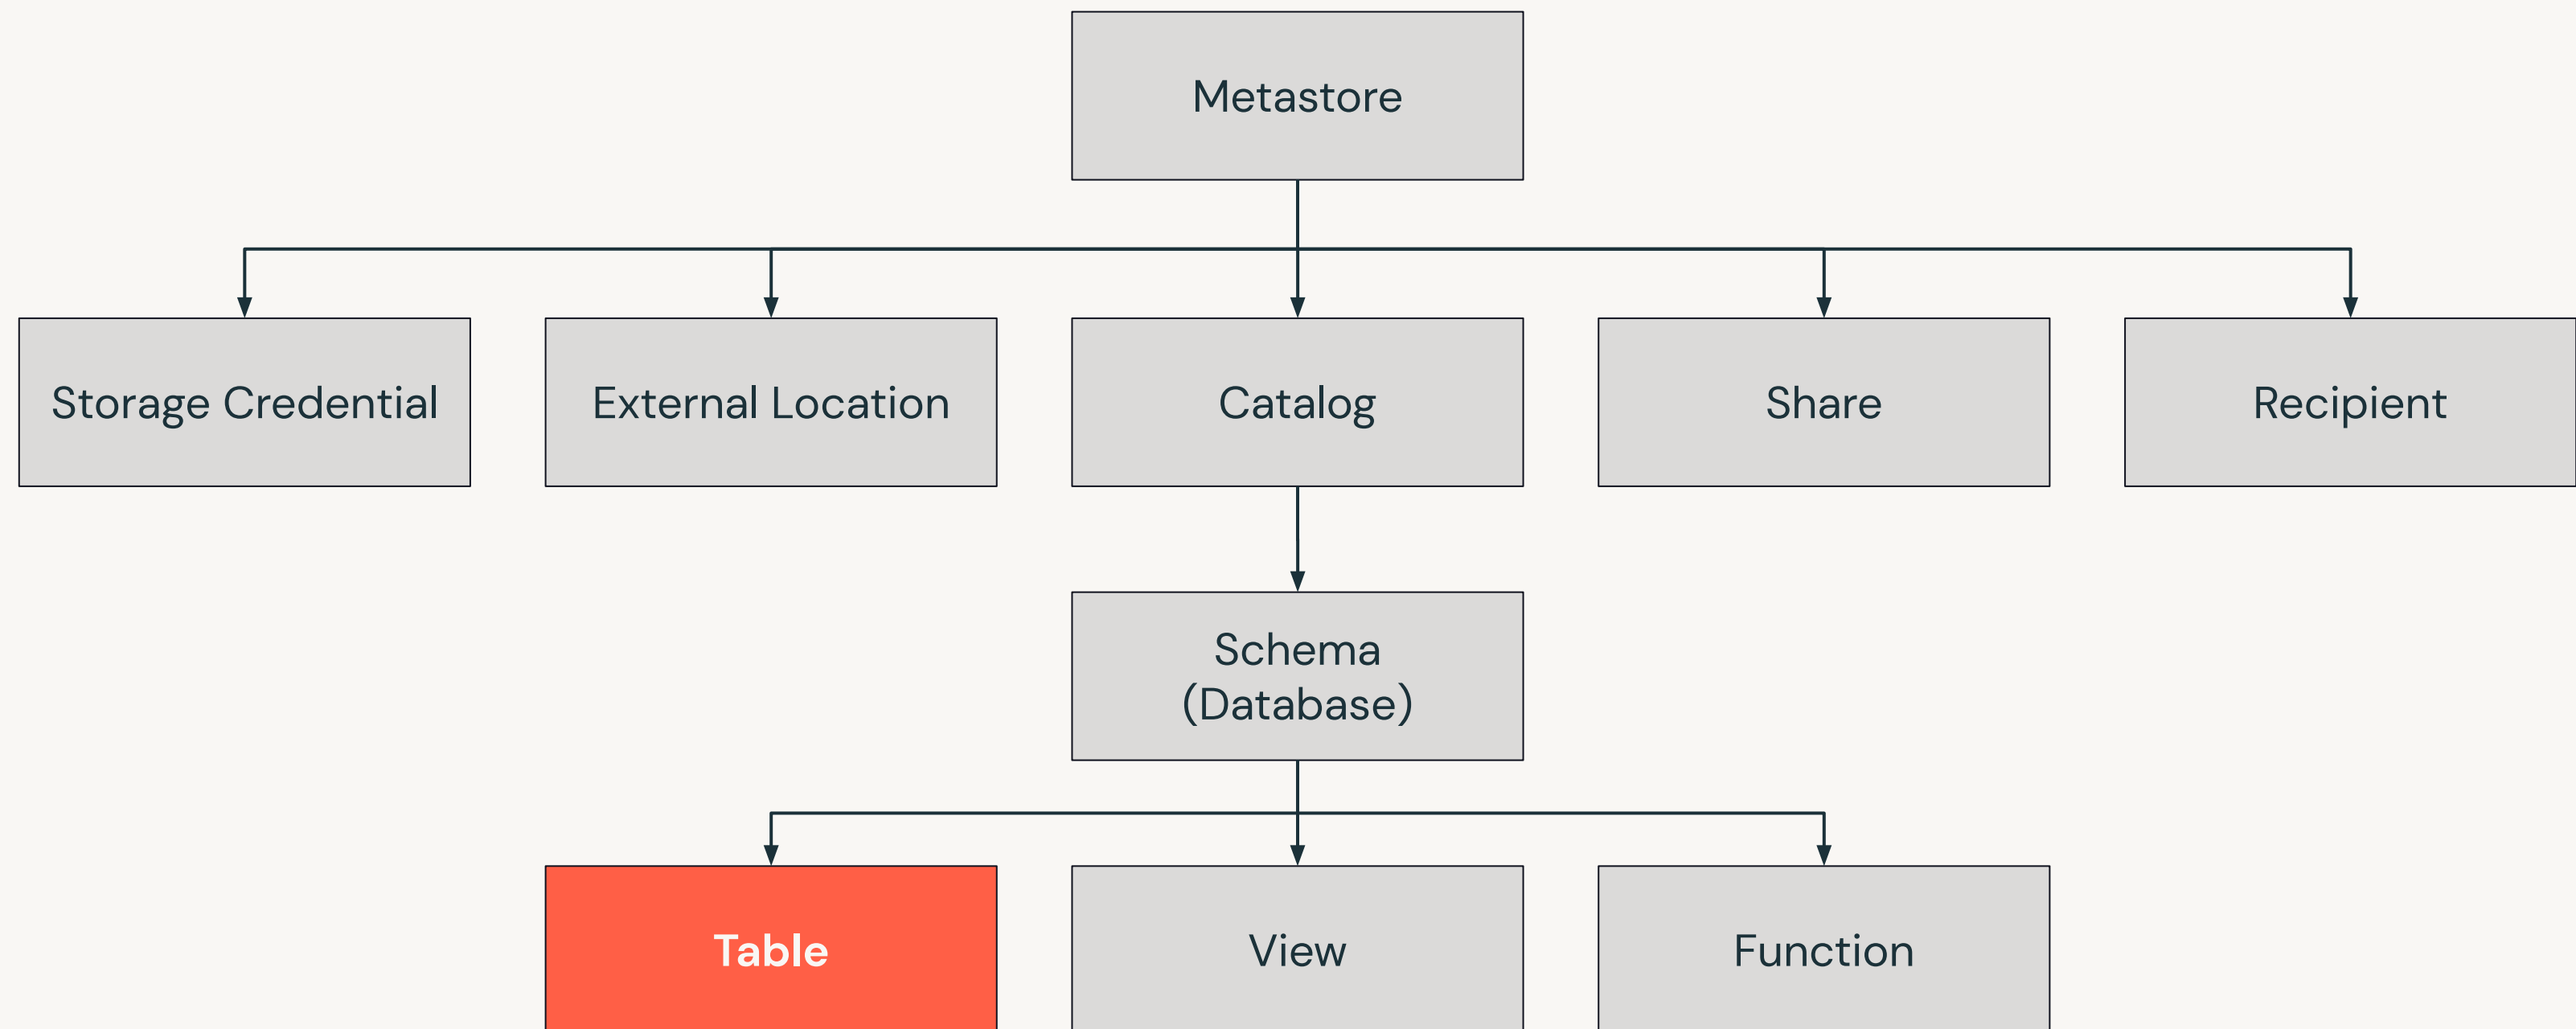 Metastore
Storage Credential
External Location
Catalog
Share
Recipient
Schema
(Database)
Table
View
Function